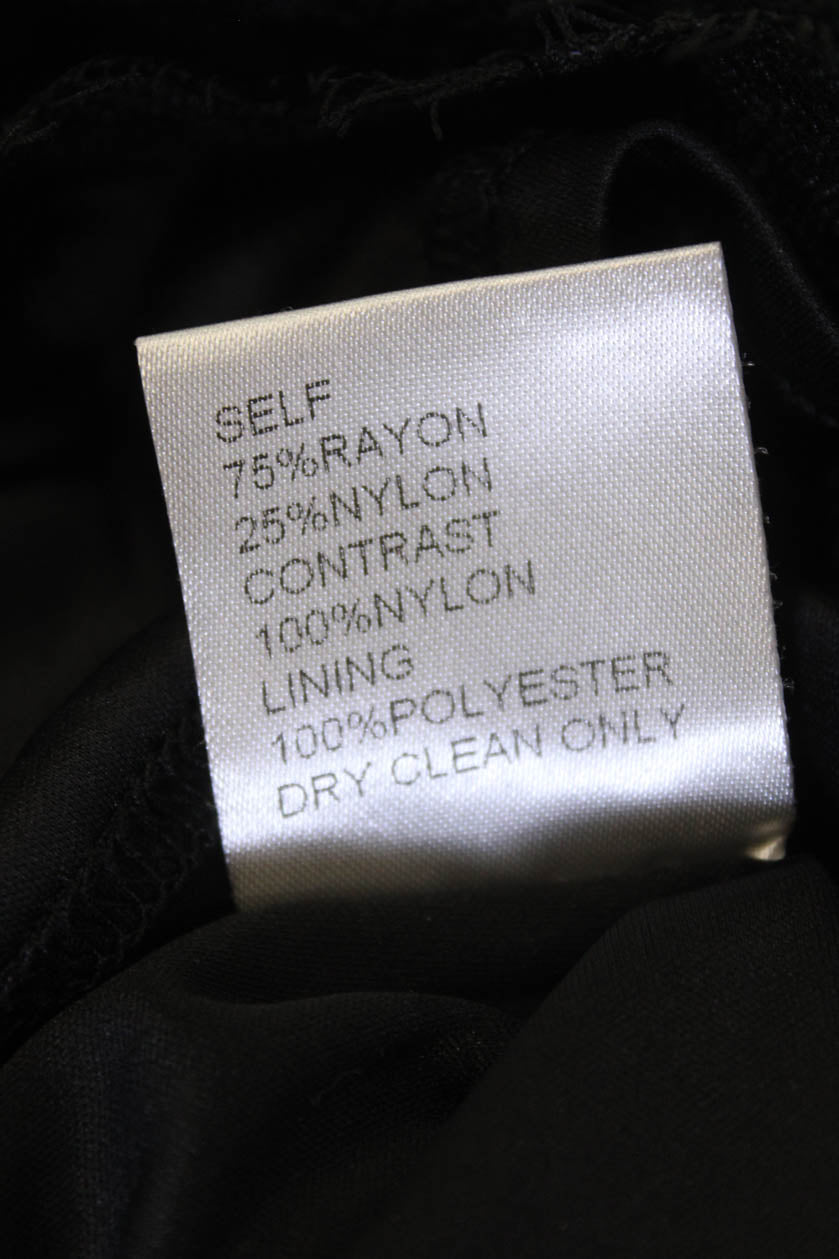 SELF
75%RAYON
25%NYLON
CONTRAST
100%NYLON
LINING
100%POLYESTER
DRY CLEAN ONLY